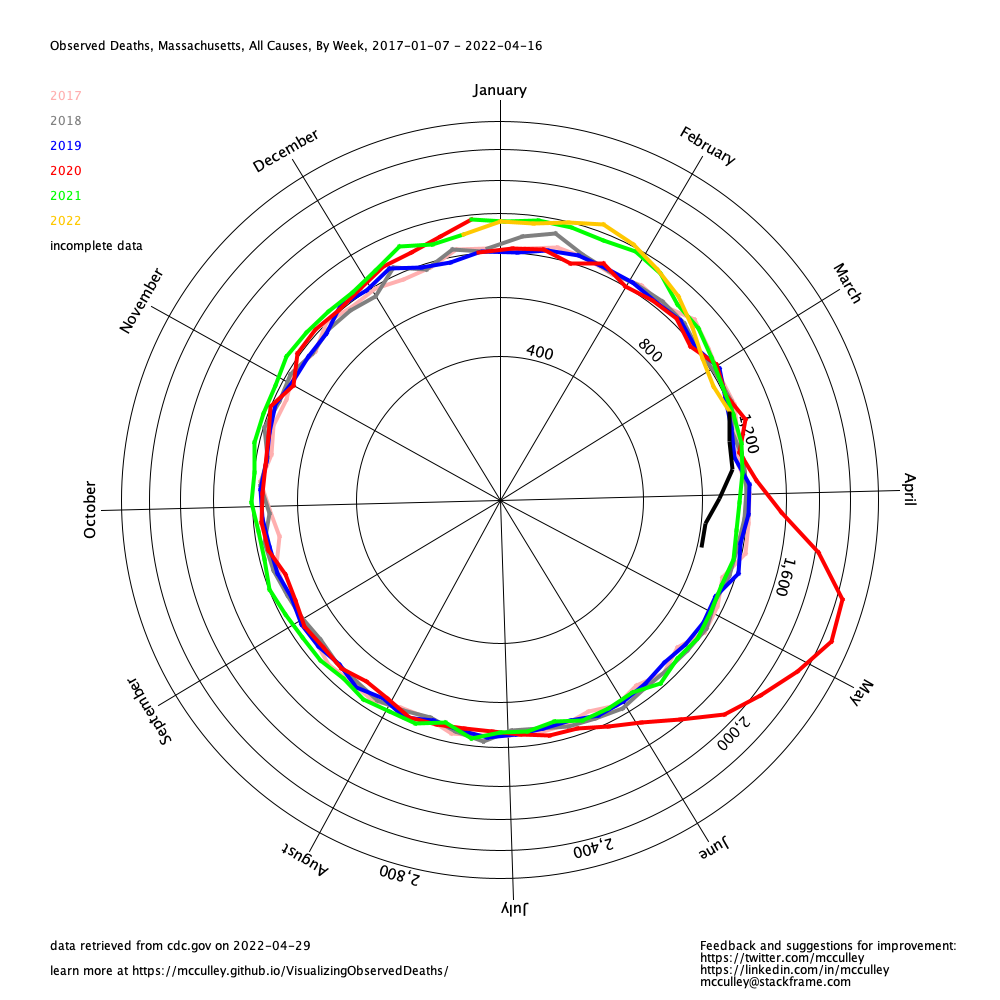 Observed Deaths, Massachusetts, All Causes, By Week, 2017-01-07 - 2022-04-16
January
2017
2018
2019
2020
2021
2022
incomplete data
December
February
November
March
400
800
1,200
October
April
1,600
September
May
2,000
August
June
2,400
2,800
July
data retrieved from cdc.gov on 2022-04-29
learn more at https://mcculley.github.io/VisualizingObservedDeaths/
Feedback and suggestions for improvement:
https://twitter.com/mcculley
https://linkedin.com/in/mcculley
mcculley@stackframe.com